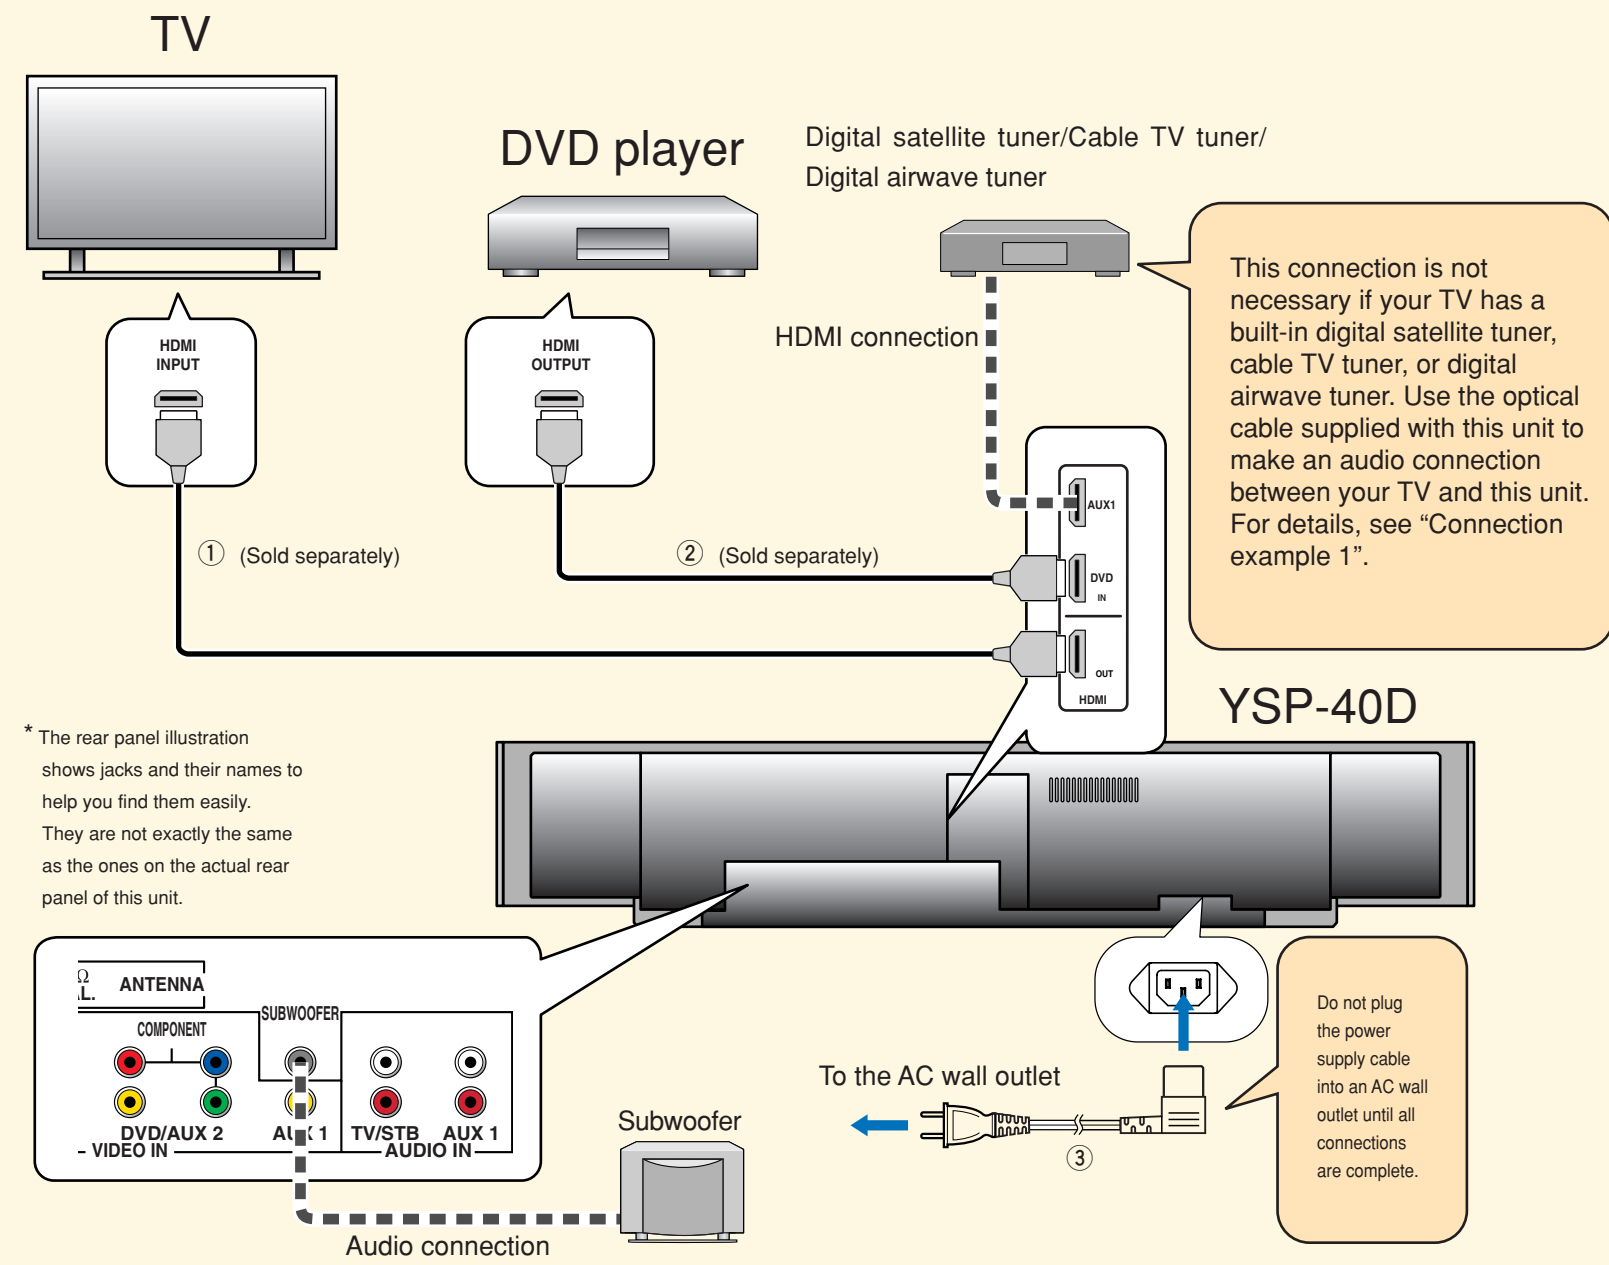 TV
DVD player
Digital satellite tuner/Cable TV tuner/
Digital airwave tuner
This connection is not
necessary if your TV has a
built-in digital satellite tuner,
cable TV tuner, or digital
airwave tuner. Use the optical
cable supplied with this unit to
make an audio connection
between your TV and this unit.
For details, see “Connection
example 1”.
HDMI
INPUT
HDMI
OUTPUT
HDMI connection
AUX1
① (Sold separately)
② (Sold separately)
DVD
IN
OUT
HDMI
YSP-40D
* The rear panel illustration
shows jacks and their names to
help you find them easily.
They are not exactly the same
as the ones on the actual rear
panel of this unit.
Ω
L.
ANTENNA
SUBWOOFER
COMPONENT
DVD/AUX 2
AUX 1
TV/STB
AUX 1
VIDEO IN
AUDIO IN
Subwoofer
Audio connection
To the AC wall outlet
③
Do not plug
the power
supply cable
into an AC wall
outlet until all
connections
are complete.